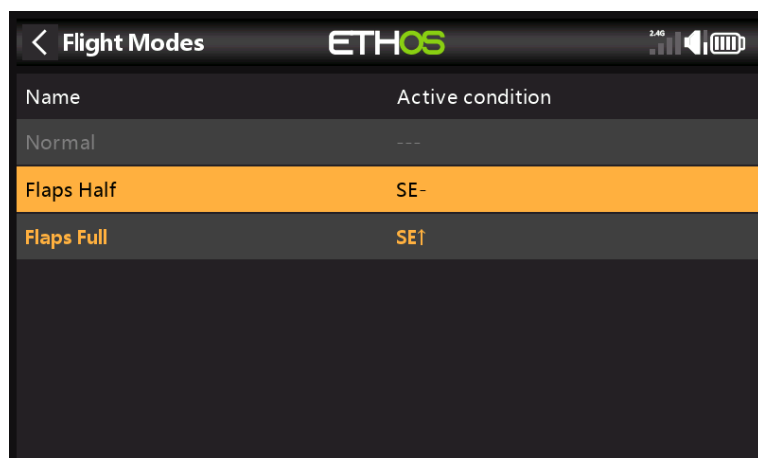 Flight Modes ETHOS 2.4G
Name Active condition
Normal ---
Flaps Half SE-
Flaps Full SE↑